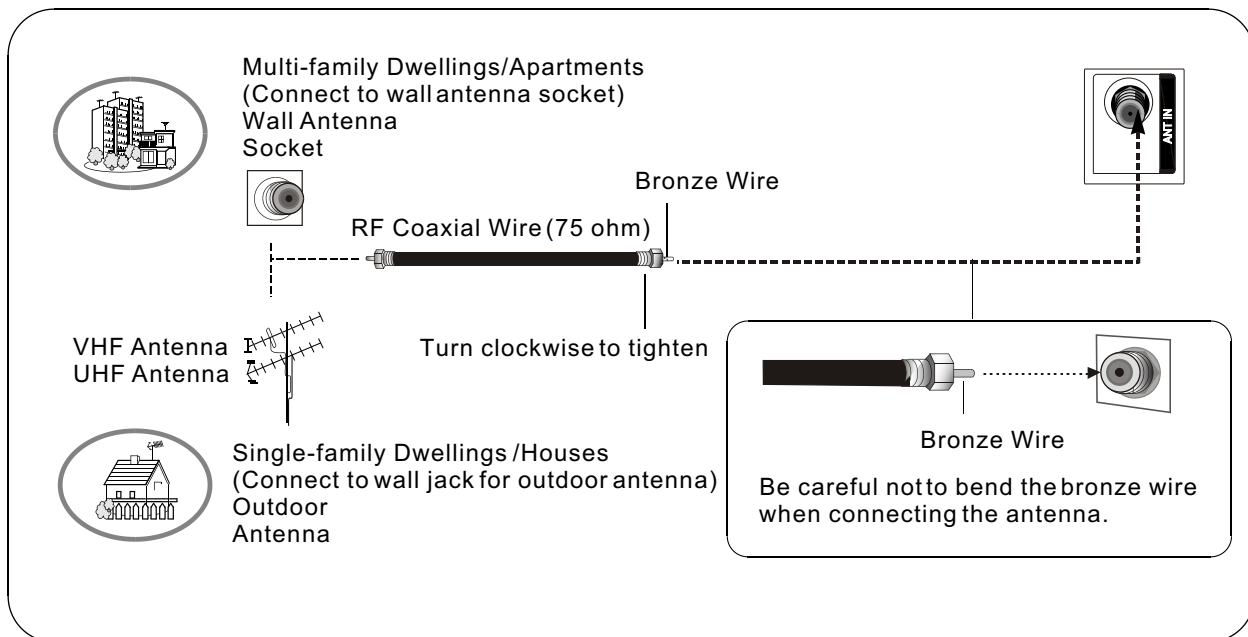 Multi-family Dwellings/Apartments
(Connect to wall antenna socket)
Wall Antenna
Socket
ANT IN
Bronze Wire
RF Coaxial Wire (75 ohm)
VHF Antenna
UHF Antenna
Turn clockwise to tighten
Single-family Dwellings /Houses
(Connect to wall jack for outdoor antenna)
Outdoor
Antenna
Bronze Wire
Be careful not to bend the bronze wire
when connecting the antenna.